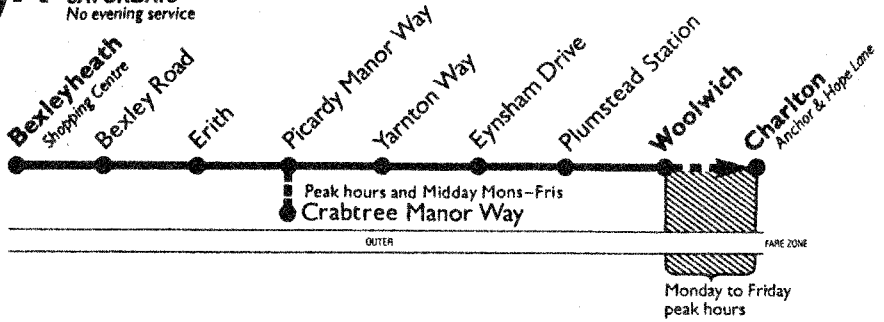 No evening service
Bexleyheath
Shopping Centre
Bexley Road
Erith
Picardy Manor Way
Yarnton Way
Eynsham Drive
Plumstead Station
Woolwich
Charlton
Anchor & Hope Lane
Peak hours and Midday Mons–Fris
Crabtree Manor Way
OUTER
FARE ZONE
Monday to Friday
peak hours